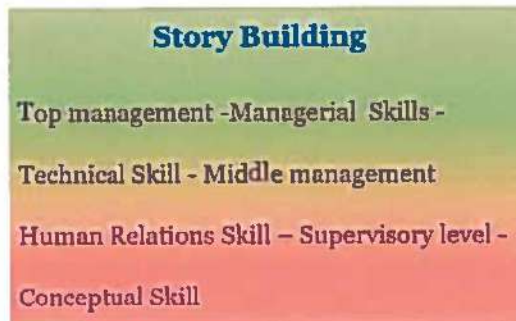 Story Building
Top management -Managerial Skills -
Technical Skill - Middle management
Human Relations Skill – Supervisory level -
Conceptual Skill